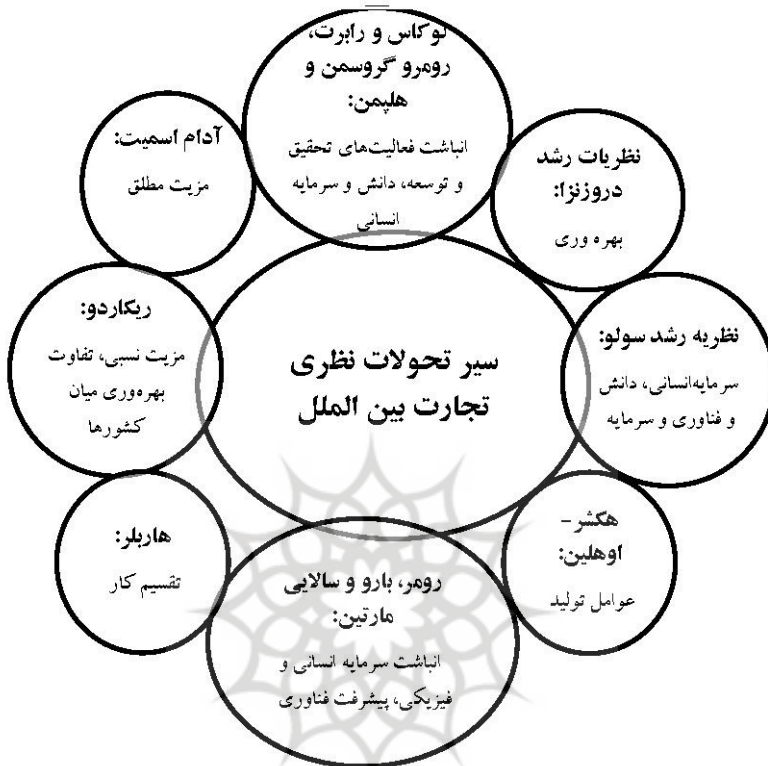 لوکاس و رابرت،
رومرو گروسمن و
هلپمن:
انباشت فعالیت‌های تحقیق
و توسعه، دانش و سرمایه
انسانی
نظریات رشد
دروزنزا:
بهره وری
نظریه رشد سولو:
سرمایه‌انسانی، دانش
و فناوری و سرمایه
هکشر –
اوهلین:
عوامل تولید
رومر، بارو و سالایی
مارتین:
انباشت سرمایه انسانی و
فیزیکی، پیشرفت فناوری
هاربلر:
تقسیم کار
ریکاردو:
مزیت نسبی، تفاوت
بهره‌وری میان
کشورها
آدام اسمیت:
مزیت مطلق
سیر تحولات نظری
تجارت بین الملل